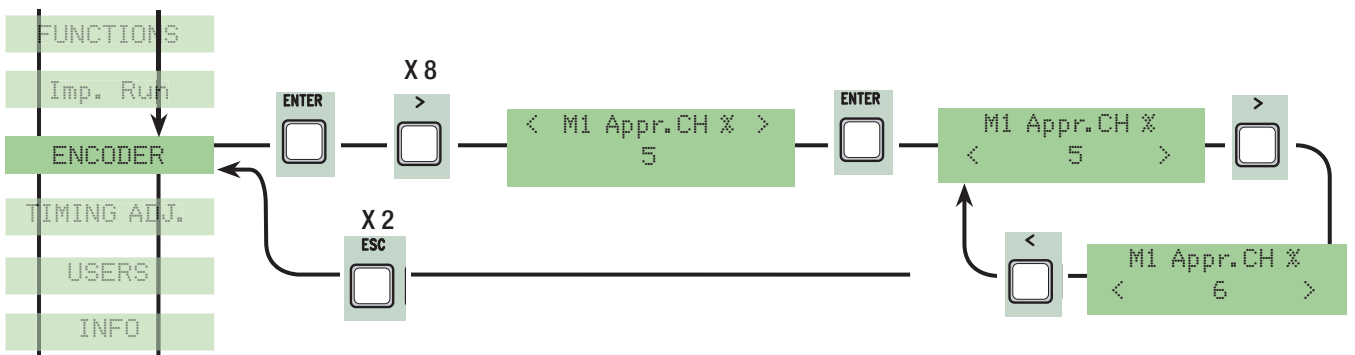 FUNCTIONS
Imp. Run
ENCODER
TIMING ADJ.
USERS
INFO
ENTER
X 8
>
< M1 Appr.CH % >
5
ENTER
M1 Appr.CH %
< 5 >
>
<
M1 Appr.CH %
< 6 >
X 2
ESC